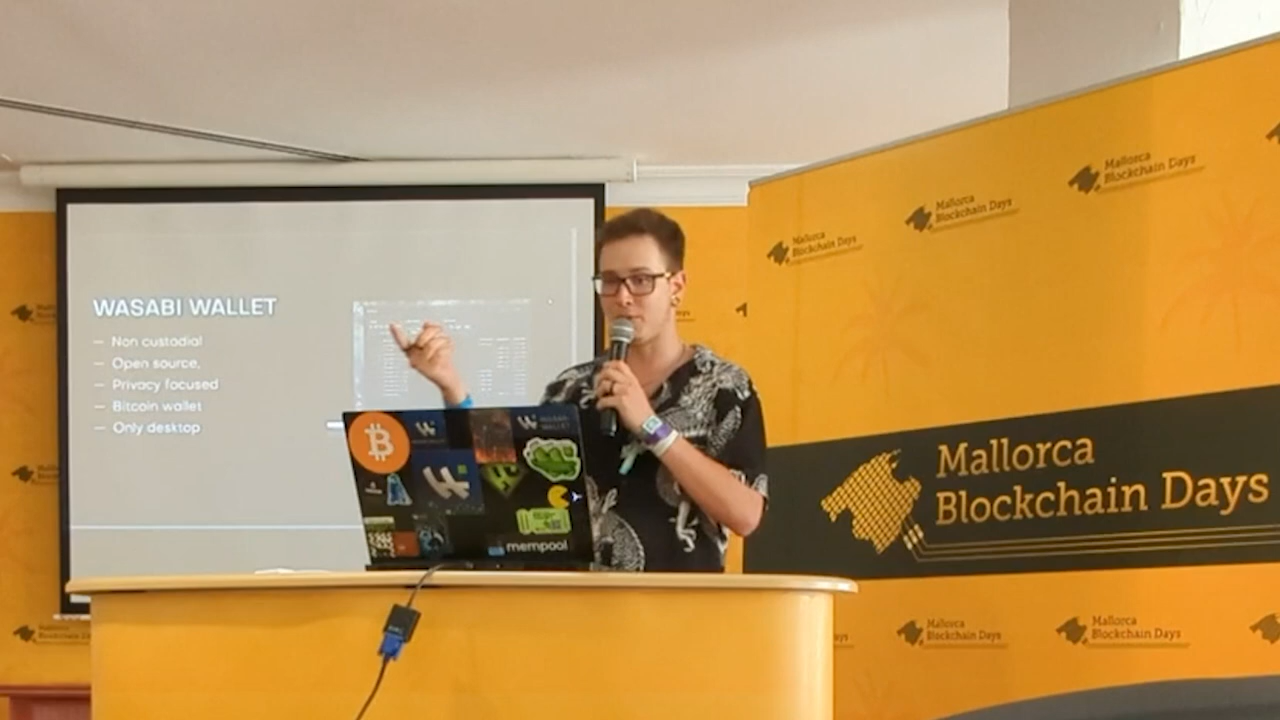 WASABI WALLET
– Non custodial
– Open source,
– Privacy focused
– Bitcoin wallet
– Only desktop
Mallorca
Blockchain Days
Mallorca
Blockchain Days
Mallorca
Blockchain Days
Mallorca
Blockchain Days
Mallorca
Blockchain Days
Mallorca
Blockchain Days
WASABI
WALLET
mempool